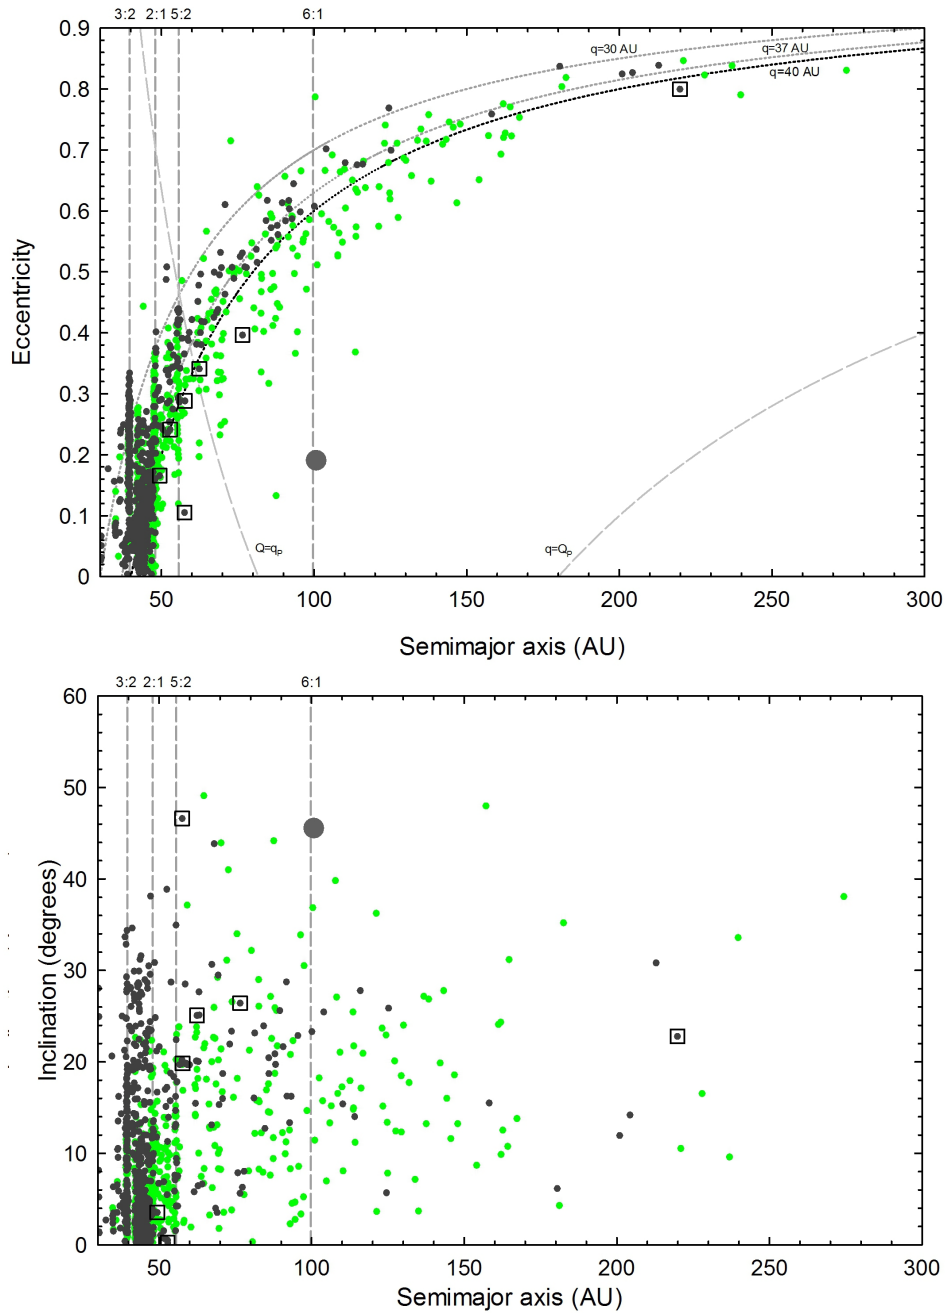 3:2 2:1 5:2 6:1
0.9
q=30 AU
q=37 AU
q=40 AU
0.8
0.7
0.6
0.5
Eccentricity
0.4
0.3
0.2
0.1
Q=qP
q=QP
0
50 100 150 200 250 300
Semimajor axis (AU)
3:2 2:1 5:2 6:1
60
50
40
Inclination (degrees)
30
20
10
0
50 100 150 200 250 300
Semimajor axis (AU)